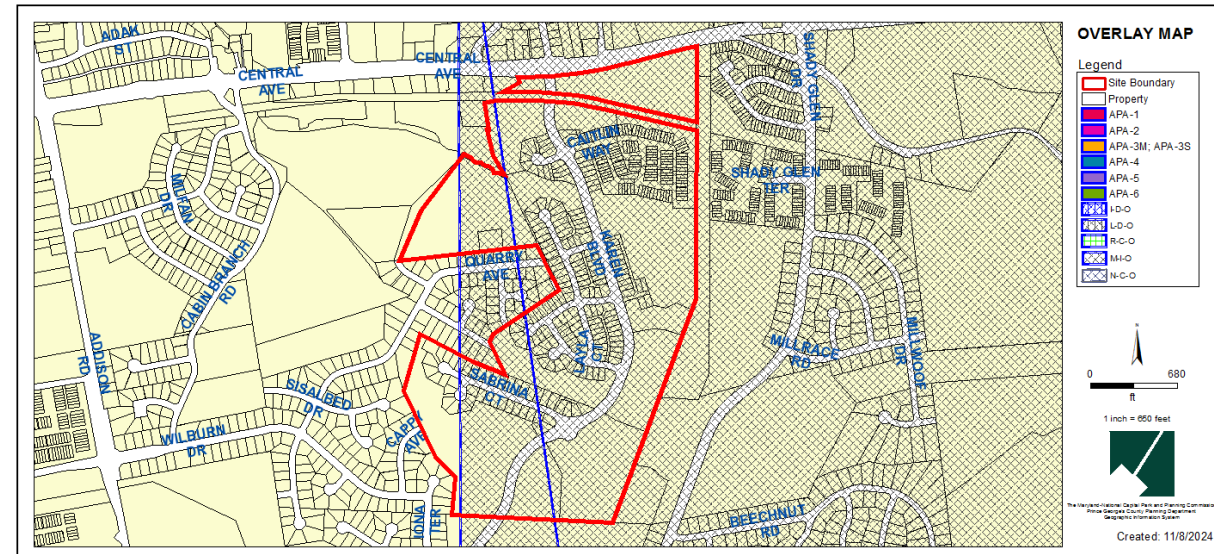 OVERLAY MAP
Legend
Site Boundary
Property
APA-1
APA-2
APA-3M; APA-3S
APA-4
APA-5
APA-6
I-D-O
L-D-O
R-C-O
M-I-O
N-C-O
0 680
ft
1 inch = 650 feet
The Maryland-National Capital Park and Planning Commission
Prince George's County Planning Department
Geographic Information System
Created: 11/8/2024
ADAK
ST
CENTRAL
AVE
CENTRAL
AVE
SHADY GLEN
DR
CAITLIN
WAY
SHADY GLEN
TER
MILFAN
DR
CABIN BRANCH
RD
KAREN
BLVD
QUARRY
AVE
ADDISON
RD
LAYLA
CT
MILLRACE
RD
MILLWOOF
DR
SISALBED
DR
SABRINA
CT
CAPPY
AVE
WILBURN
DR
IONA
TER
BEECHNUT
RD